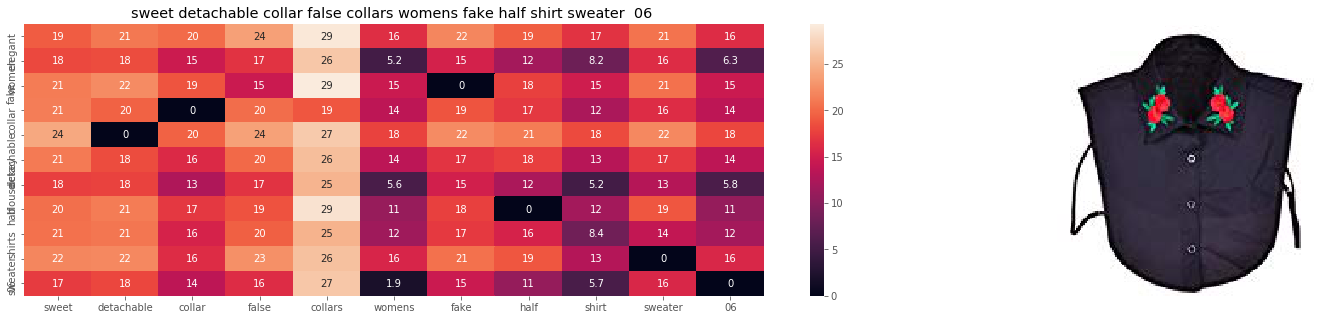 sweet detachable collar false collars womens fake half shirt sweater 06
elegant 19 21 20 24 29 16 22 19 17 21 16
18 18 15 17 26 5.2 15 12 8.2 16 6.3
fake 21 22 19 15 29 15 0 18 15 21 15
collar 21 20 0 20 19 14 19 17 12 16 14
detachable 24 0 20 24 27 18 22 21 18 22 18
21 18 16 20 26 14 17 18 13 17 14
blouse 18 18 13 17 25 5.6 15 12 5.2 13 5.8
half 20 21 17 19 29 11 18 0 12 19 11
shirts 21 21 16 20 25 12 17 16 8.4 14 12
sweater 22 22 16 23 26 16 21 19 13 0 16
06 17 18 14 16 27 1.9 15 11 5.7 16 0
sweet detachable collar false collars womens fake half shirt sweater 06
25
20
15
10
5
0